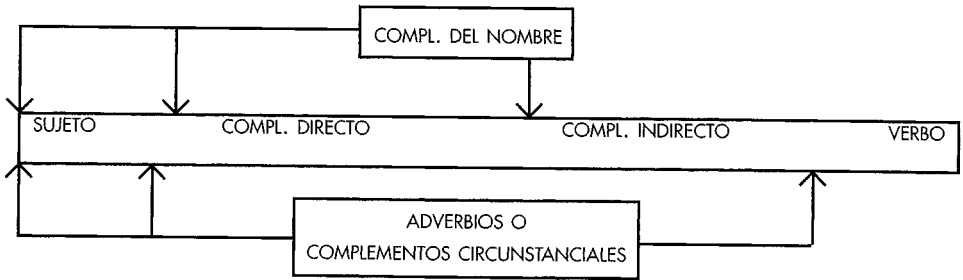 COMPL. DEL NOMBRE
SUJETO COMPL. DIRECTO COMPL. INDIRECTO VERBO
ADVERBIOS O
COMPLEMENTOS CIRCUNSTANCIALES